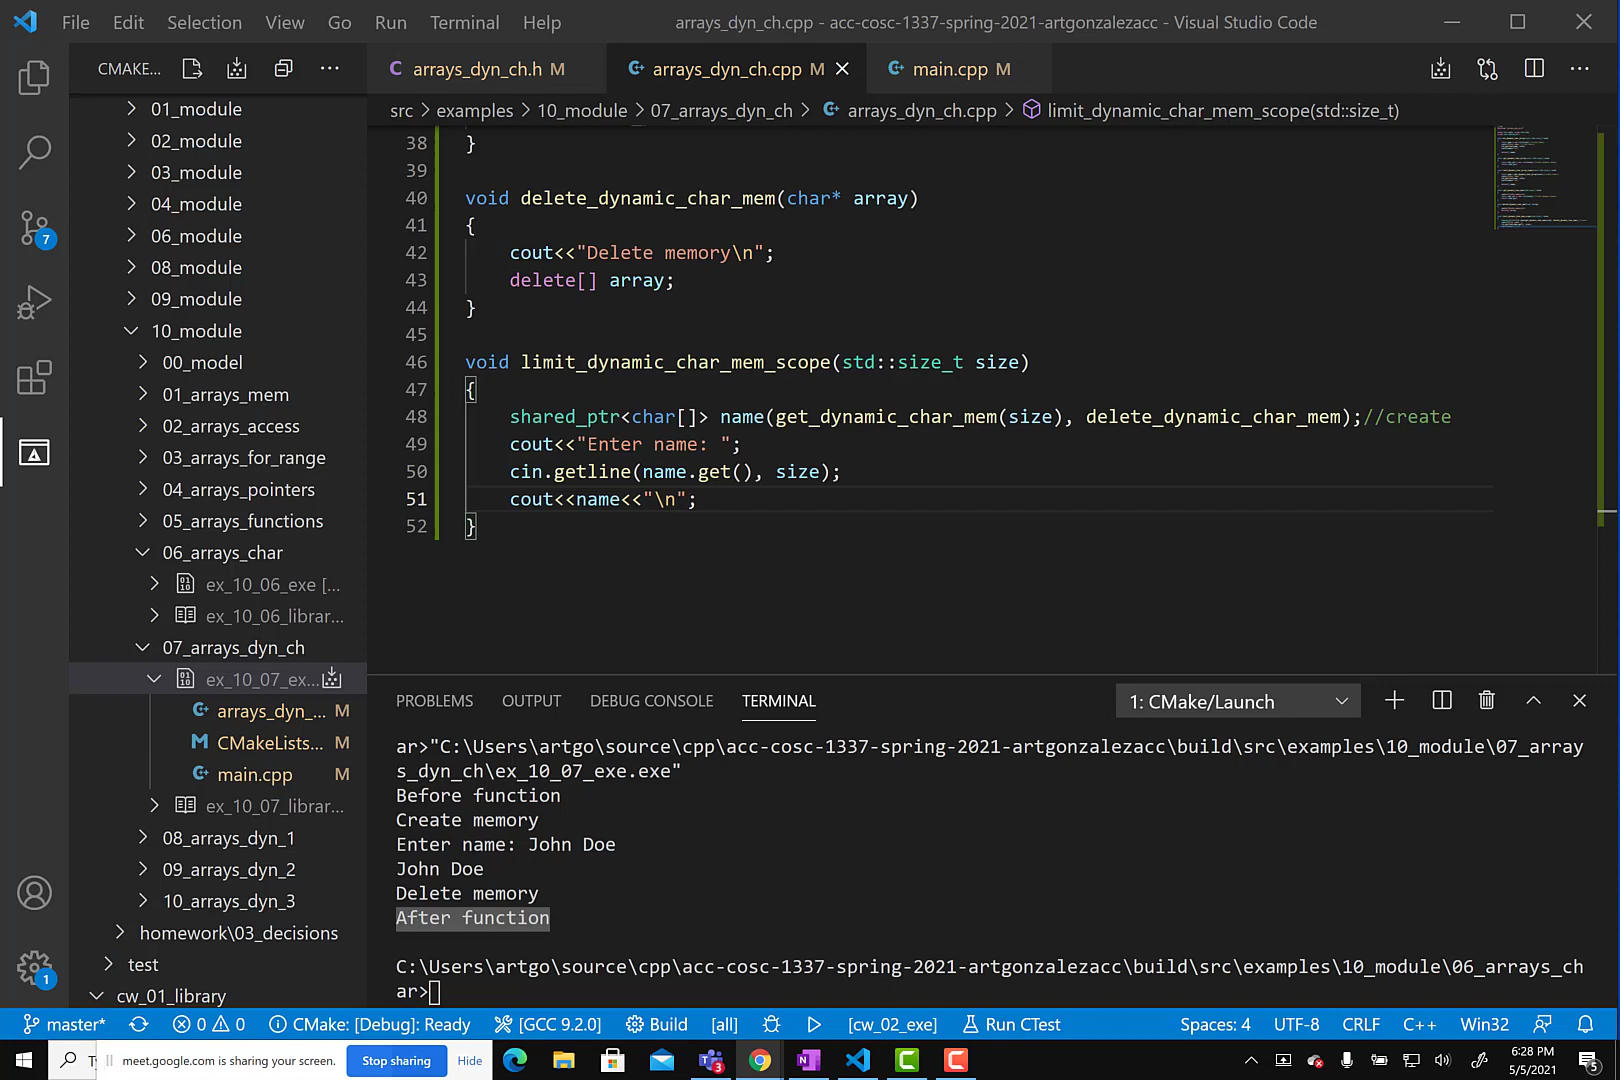 File Edit Selection View Go Run Terminal Help
arrays_dyn_ch.cpp - acc-cosc-1337-spring-2021-artgonzalezacc - Visual Studio Code
CMAKE...
arrays_dyn_ch.h M
arrays_dyn_ch.cpp M
main.cpp M
src > examples > 10_module > 07_arrays_dyn_ch > arrays_dyn_ch.cpp > limit_dynamic_char_mem_scope(std::size_t)
01_module
02_module
03_module
04_module
06_module
08_module
09_module
10_module
00_model
01_arrays_mem
02_arrays_access
03_arrays_for_range
04_arrays_pointers
05_arrays_functions
06_arrays_char
ex_10_06_exe [...
ex_10_06_librar...
07_arrays_dyn_ch
ex_10_07_ex...
arrays_dyn_... M
CMakeLists... M
main.cpp M
ex_10_07_librar...
08_arrays_dyn_1
09_arrays_dyn_2
10_arrays_dyn_3
homework\03_decisions
test
cw_01_library
7
1
38 }
39
40 void delete_dynamic_char_mem(char* array)
41 {
42 cout<<"Delete memory\n";
43 delete[] array;
44 }
45
46 void limit_dynamic_char_mem_scope(std::size_t size)
47 {
48 shared_ptr<char[]> name(get_dynamic_char_mem(size), delete_dynamic_char_mem);//create
49 cout<<"Enter name: ";
50 cin.getline(name.get(), size);
51 cout<<name<<"\n";
52 }
PROBLEMS OUTPUT DEBUG CONSOLE TERMINAL
1: CMake/Launch
ar>"C:\Users\artgo\source\cpp\acc-cosc-1337-spring-2021-artgonzalezacc\build\src\examples\10_module\07_array
s_dyn_ch\ex_10_07_exe.exe"
Before function
Create memory
Enter name: John Doe
John Doe
Delete memory
After function
C:\Users\artgo\source\cpp\acc-cosc-1337-spring-2021-artgonzalezacc\build\src\examples\10_module\06_arrays_ch
ar>
master* 0 0 CMake: [Debug]: Ready [GCC 9.2.0] Build [all] [cw_02_exe] Run CTest Spaces: 4 UTF-8 CRLF C++ Win32
meet.google.com is sharing your screen. Stop sharing Hide
3
6:28 PM
5/5/2021
5